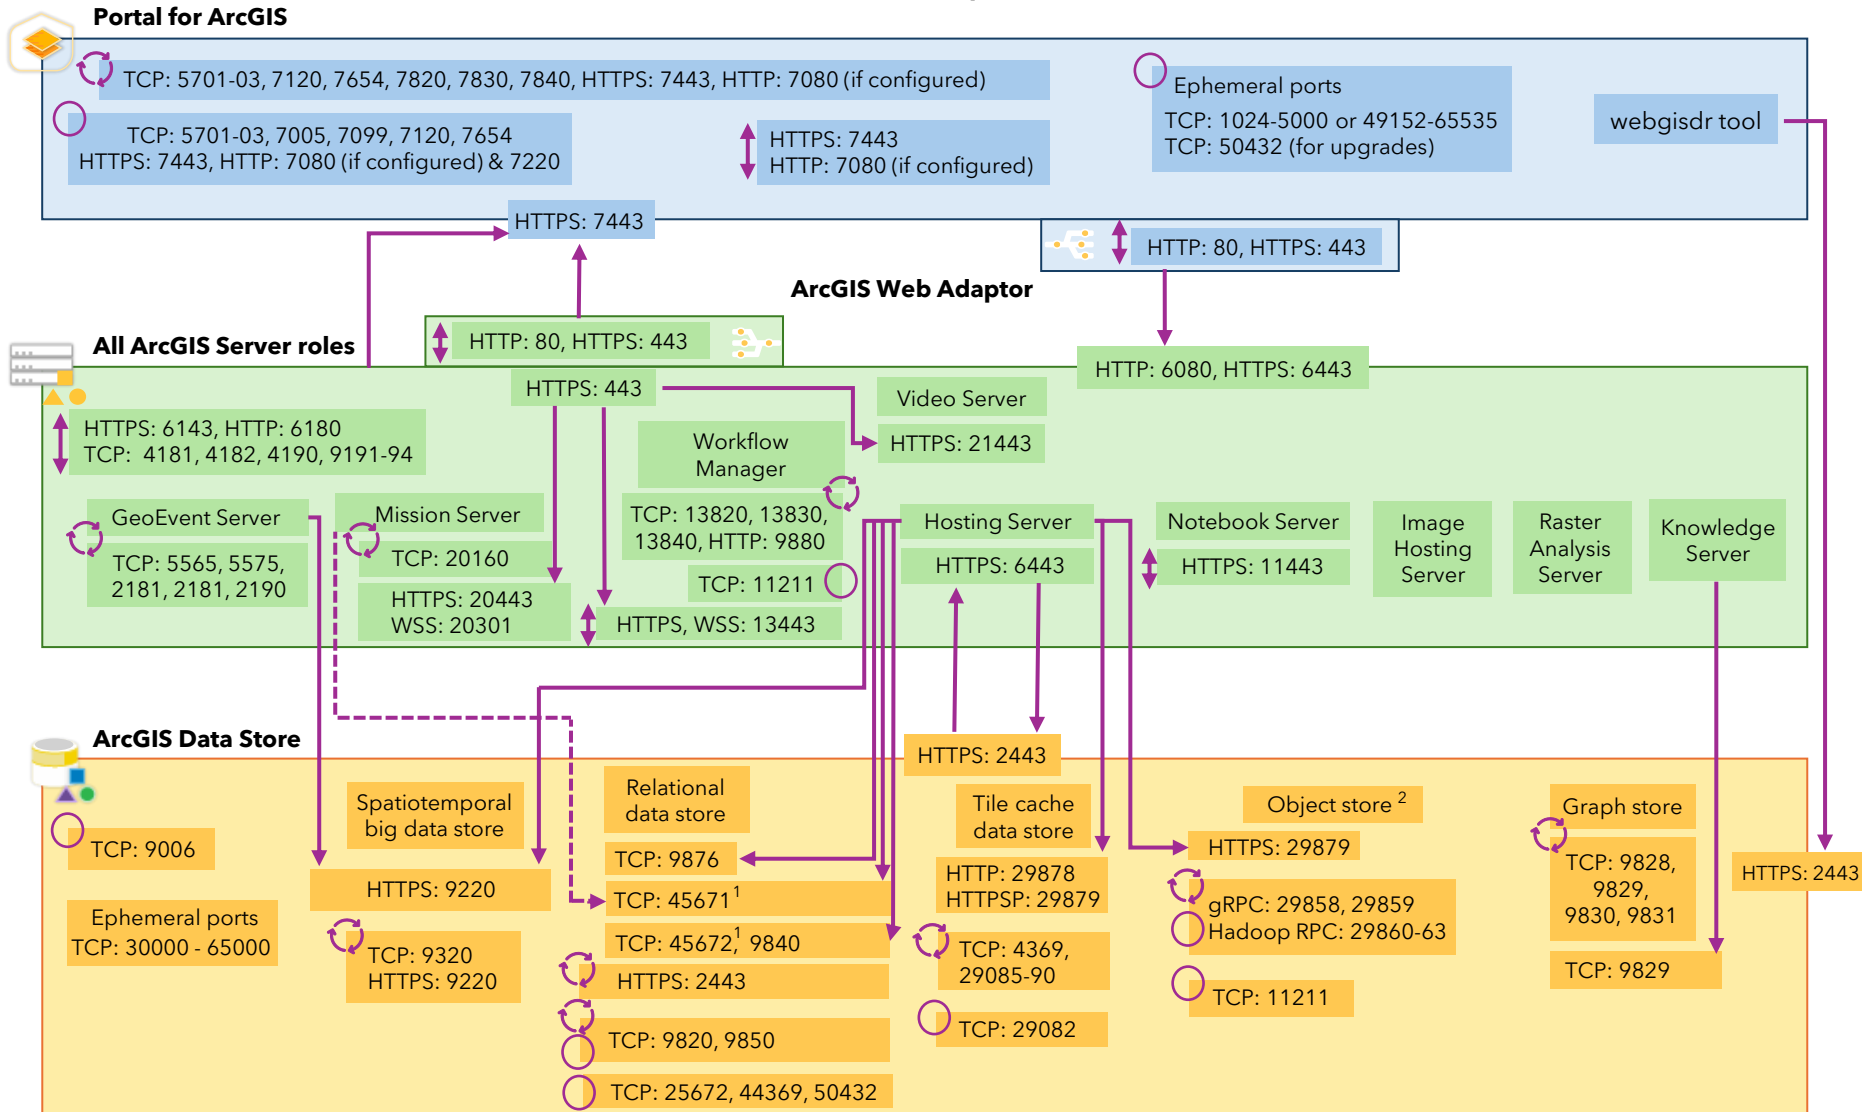 Portal for ArcGIS
TCP: 5701-03, 7120, 7654, 7820, 7830, 7840, HTTPS: 7443, HTTP: 7080 (if configured)
TCP: 5701-03, 7005, 7099, 7120, 7654
HTTPS: 7443, HTTP: 7080 (if configured) & 7220
HTTPS: 7443
HTTP: 7080 (if configured)
Ephemeral ports
TCP: 1024-5000 or 49152-65535
TCP: 50432 (for upgrades)
webgisdr tool
HTTPS: 7443
HTTP: 80, HTTPS: 443
ArcGIS Web Adaptor
HTTP: 80, HTTPS: 443
All ArcGIS Server roles
HTTP: 6080, HTTPS: 6443
HTTPS: 443
Video Server
HTTPS: 21443
HTTPS: 6143, HTTP: 6180
TCP: 4181, 4182, 4190, 9191-94
Workflow
Manager
TCP: 13820, 13830,
13840, HTTP: 9880
TCP: 11211
HTTPS, WSS: 13443
GeoEvent Server
TCP: 5565, 5575,
2181, 2181, 2190
Mission Server
TCP: 20160
HTTPS: 20443
WSS: 20301
Hosting Server
HTTPS: 6443
Notebook Server
HTTPS: 11443
Image
Hosting
Server
Raster
Analysis
Server
Knowledge
Server
ArcGIS Data Store
HTTPS: 2443
TCP: 9006
Ephemeral ports
TCP: 30000 - 65000
Spatiotemporal
big data store
HTTPS: 9220
TCP: 9320
HTTPS: 9220
Relational
data store
TCP: 9876
TCP: 45671 1
TCP: 45672,1 9840
HTTPS: 2443
TCP: 9820, 9850
TCP: 25672, 44369, 50432
Tile cache
data store
HTTP: 29878
HTTPSP: 29879
TCP: 4369,
29085-90
TCP: 29082
Object store 2
HTTPS: 29879
gRPC: 29858, 29859
Hadoop RPC: 29860-63
TCP: 11211
Graph store
TCP: 9828,
9829,
9830, 9831
TCP: 9829
HTTPS: 2443